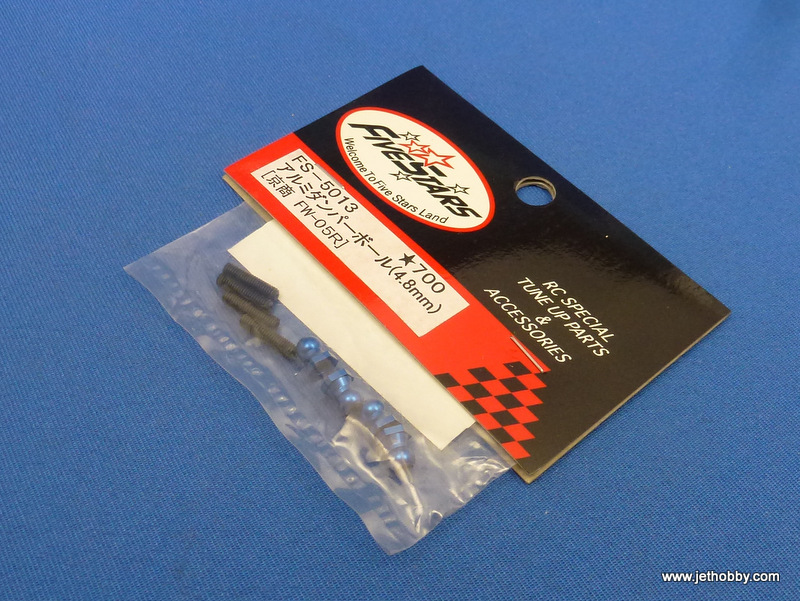 FIVESTARS
Welcome To Five Stars Land
FS-5013 ★700
アルミダンパーボール(4.8mm)
[京商 FW-05R]
RC SPECIAL
TUNE UP PARTS
&
ACCESSORIES
www.jethobby.com